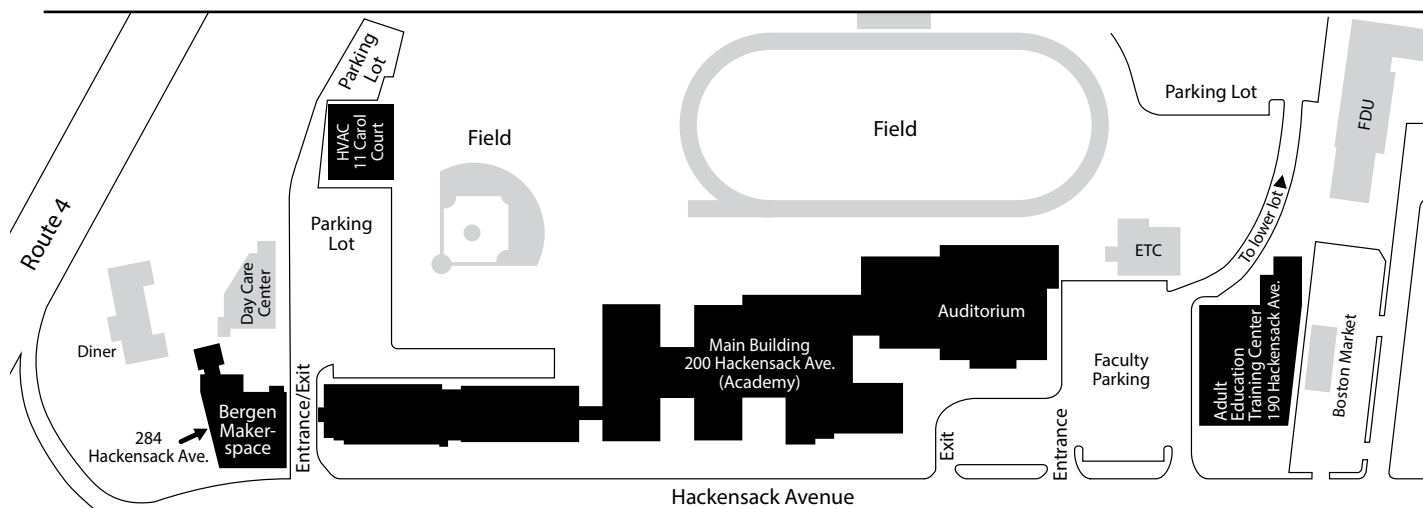 Parking
Lot
HVAC
11 Carol
Court
Field
Field
Parking Lot
FDU
Route 4
Parking
Lot
To lower lot
ETC
Day Care
Center
Diner
Auditorium
Main Building
200 Hackensack Ave.
(Academy)
Faculty
Parking
Adult
Education
Training Center
190 Hackensack Ave.
Boston Market
Bergen
Maker-
space
284
Hackensack Ave.
Entrance/Exit
Exit
Entrance
Hackensack Avenue